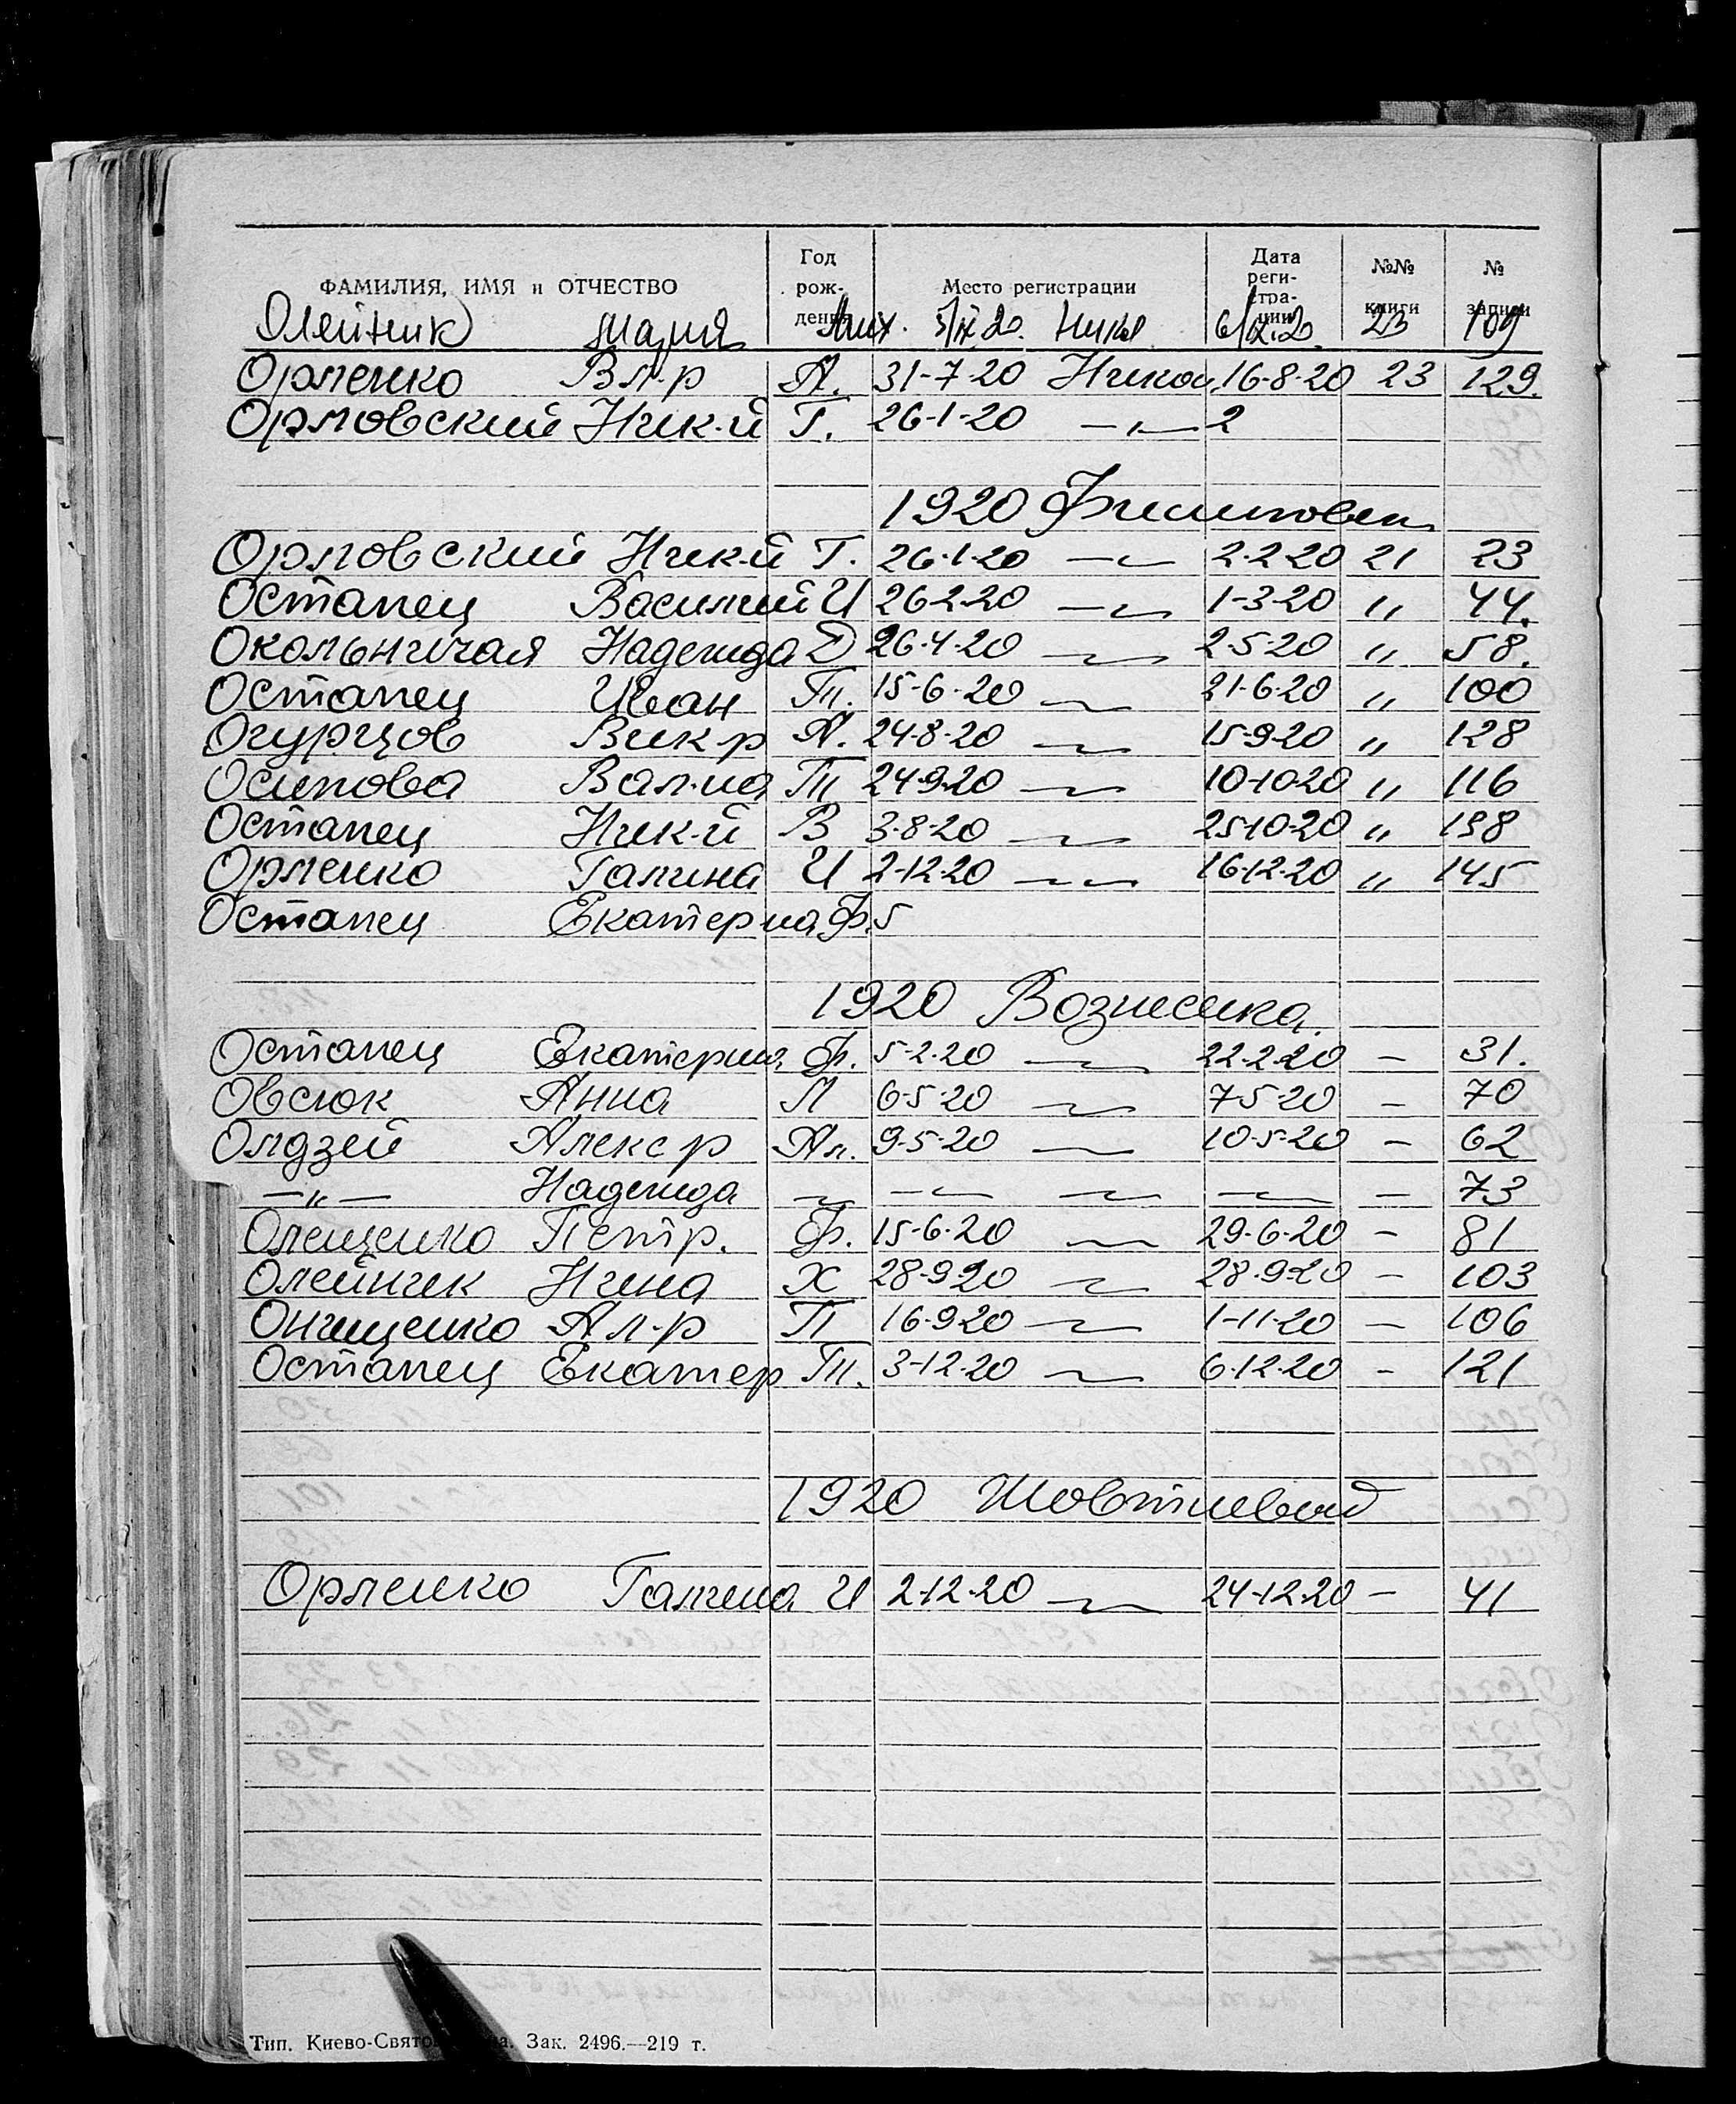 ФАМИЛИЯ, ИМЯ и ОТЧЕСТВО Год рож- дения Место регистрации Дата реги- стра- ции №№ книги № записи
Олейник Мария Мих. Никол 23 109
Орленко Вл-р А. 31-7-20 Никол 16-8-20 23 129.
Орловский Ник-й Г. 26-1-20 —„— 2
1920
Орловский Ник-й Г. 26-1-20 —„— 2-2-20 21 23
Остапец Василий И 26-2-20 —„— 1-3-20 „ 44.
Окольничая Надежда Д 26-4-20 —„— 2-5-20 „ 58.
Остапец Иван Т. 15-6-20 —„— 21-6-20 „ 100
Огурцов Вик-р А. 24-8-20 —„— 15-9-20 „ 128
Осипова Вал-на Т 24-9-20 —„— 10-10-20 „ 116
Остапец Ник-й В 3-8-20 —„— 25-10-20 „ 138
Орленко Галина И 2-12-20 —„— 16-12-20 „ 145
Остапец Екатерина Ф. 5
1920 Вознесенка.
Остапец Екатерина Ф. 5-2-20 —„— 22-2-20 — 31.
Овсюк Анна П 6-5-20 —„— 7-5-20 — 70
Олдзей Алекс р Ал. 9-5-20 —„— 10-5-20 — 62
—„— Надежда —„— —„— —„— —„— — 73
Олещенко Петр. Ф. 15-6-20 —„— 29-6-20 — 81
Олейник Нина Х 28-9-20 —„— 28-9-20 — 103
Онищенко Ал-р П 16-9-20 —„— 1-11-20 — 106
Остапец Екатер Т. 3-12-20 —„— 6-12-20 — 121
1920
Орленко Галина И 2-12-20 —„— 24-12-20 — 41
Тип. Зак. 2496.—219 т.